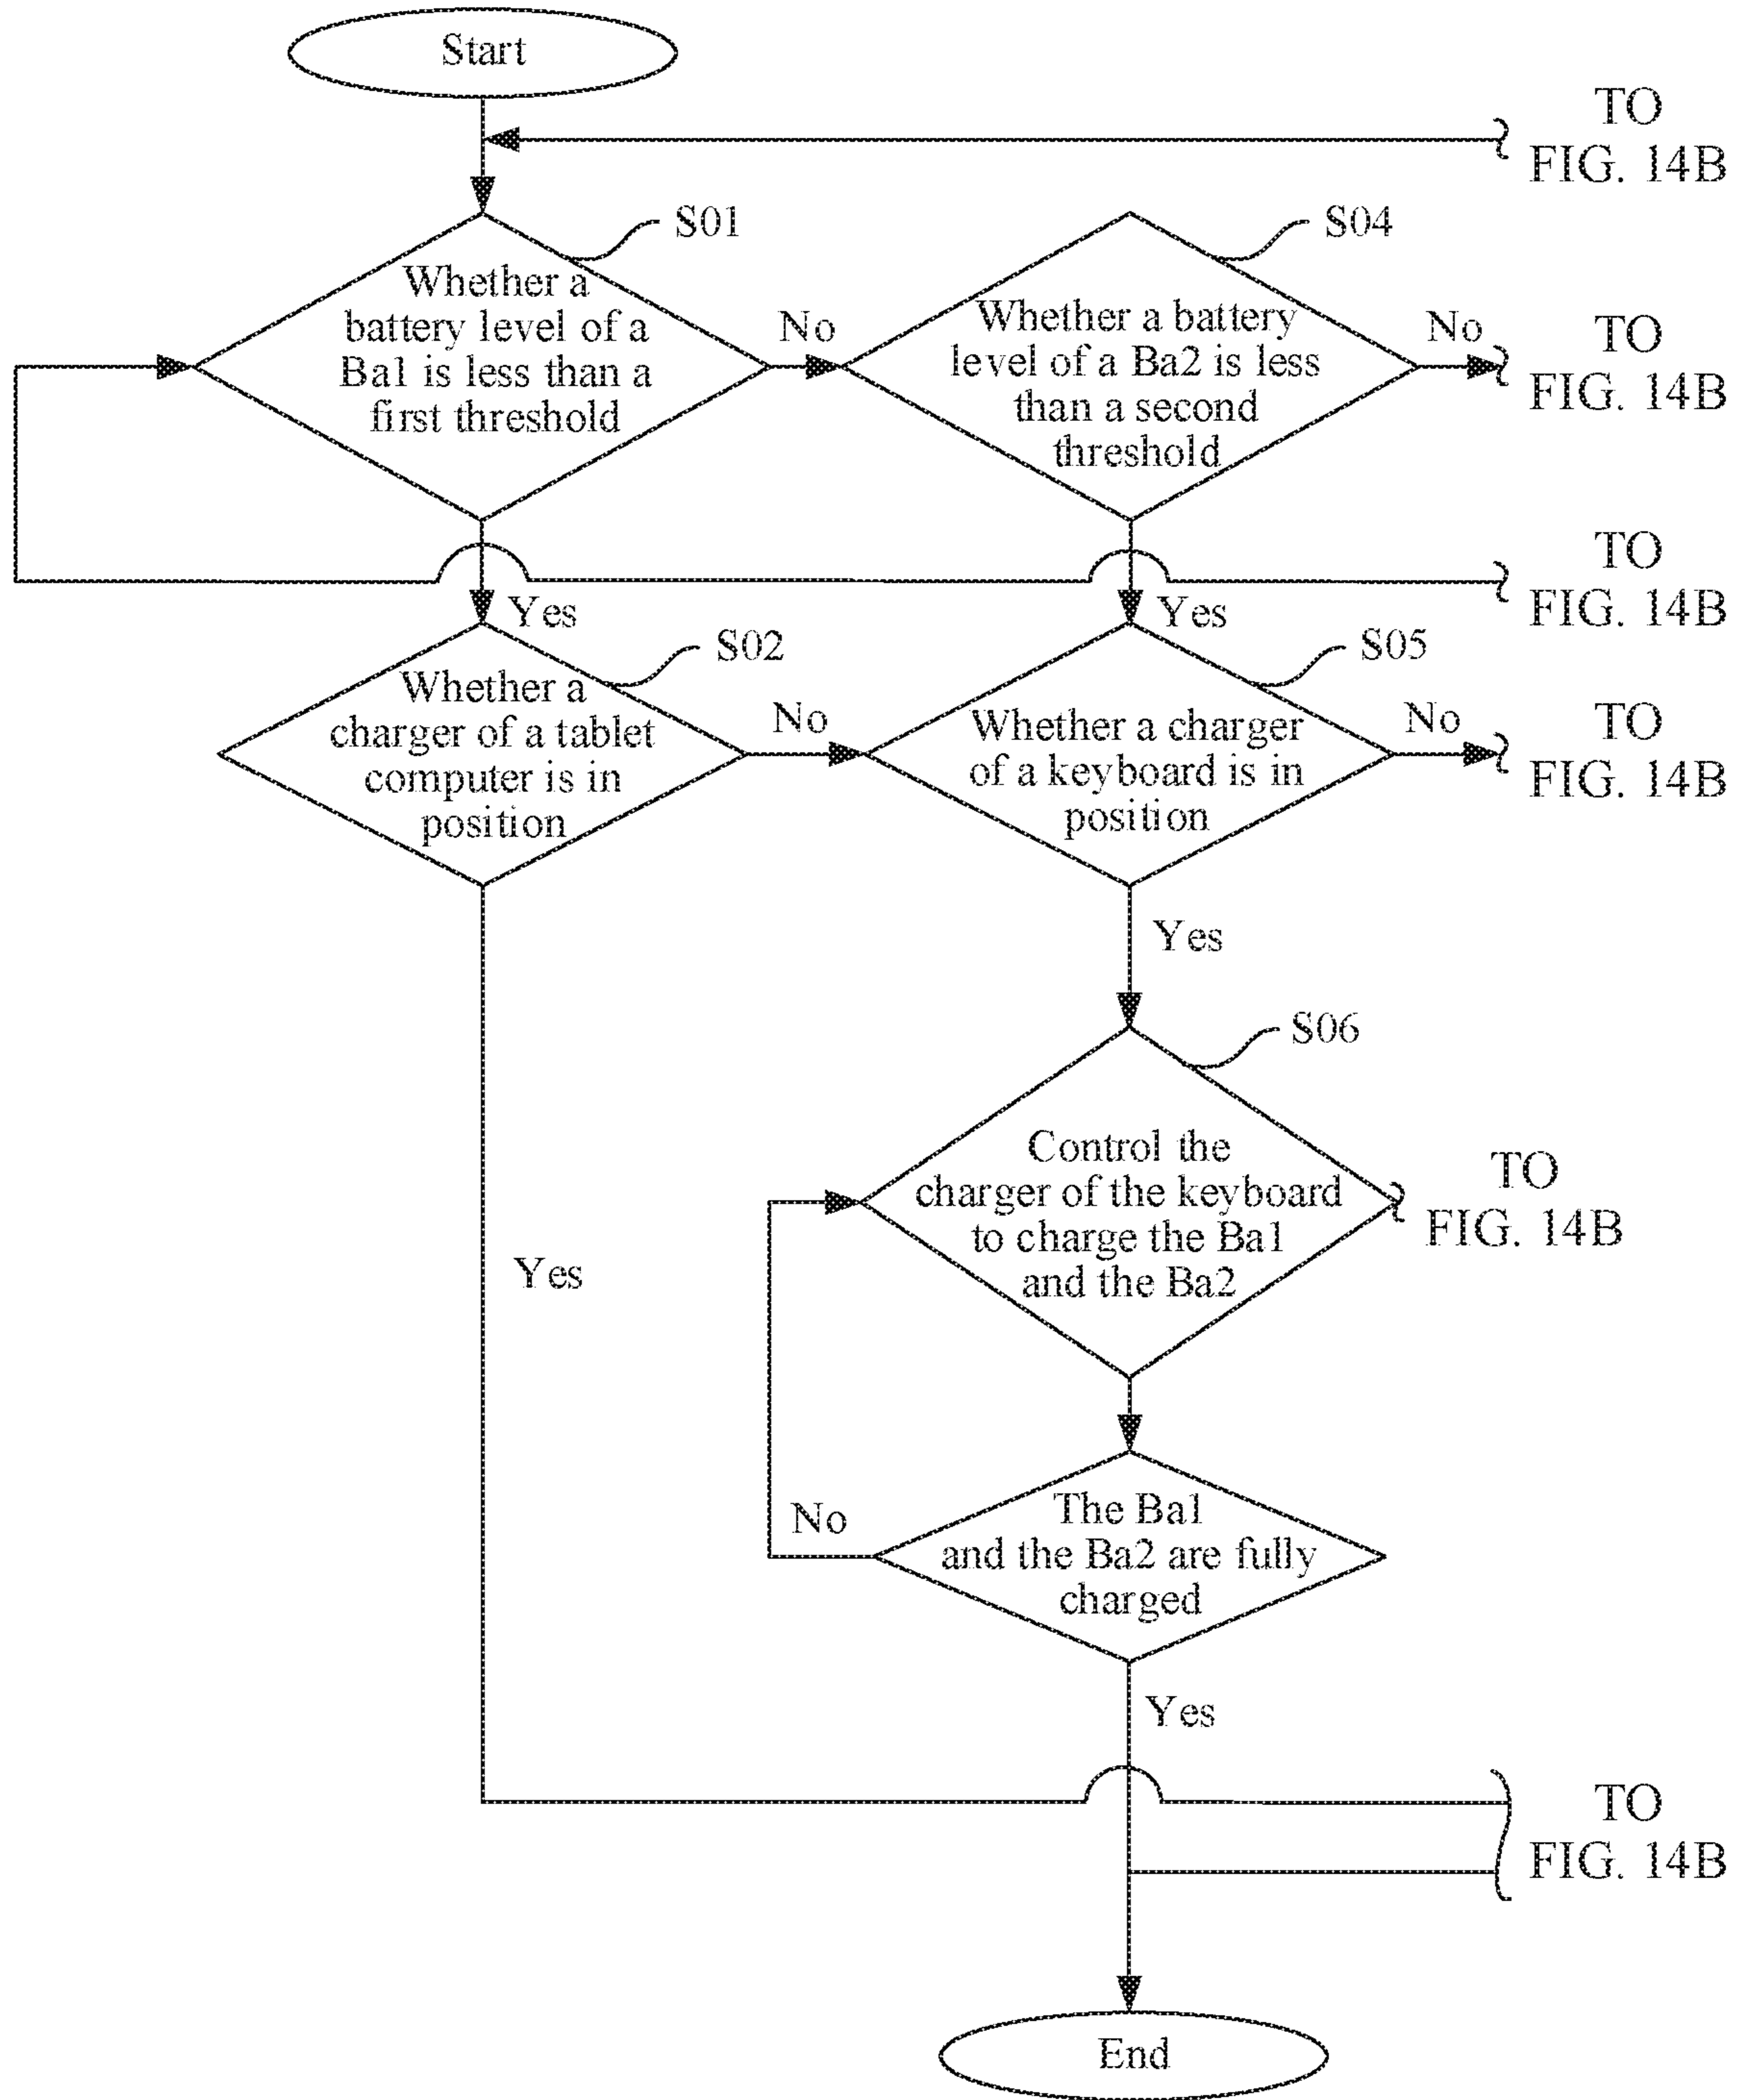 Start
TO
FIG. 14B
S01
Whether a
battery level of a
Ba1 is less than a
first threshold
No
S04
Whether a battery
level of a Ba2 is less
than a second
threshold
No
TO
FIG. 14B
TO
FIG. 14B
Yes
Yes
S02
Whether a
charger of a tablet
computer is in
position
No
S05
Whether a charger
of a keyboard is in
position
No
TO
FIG. 14B
Yes
S06
Control the
charger of the keyboard
to charge the Ba1
and the Ba2
TO
FIG. 14B
Yes
No
The Ba1
and the Ba2 are fully
charged
Yes
TO
FIG. 14B
End